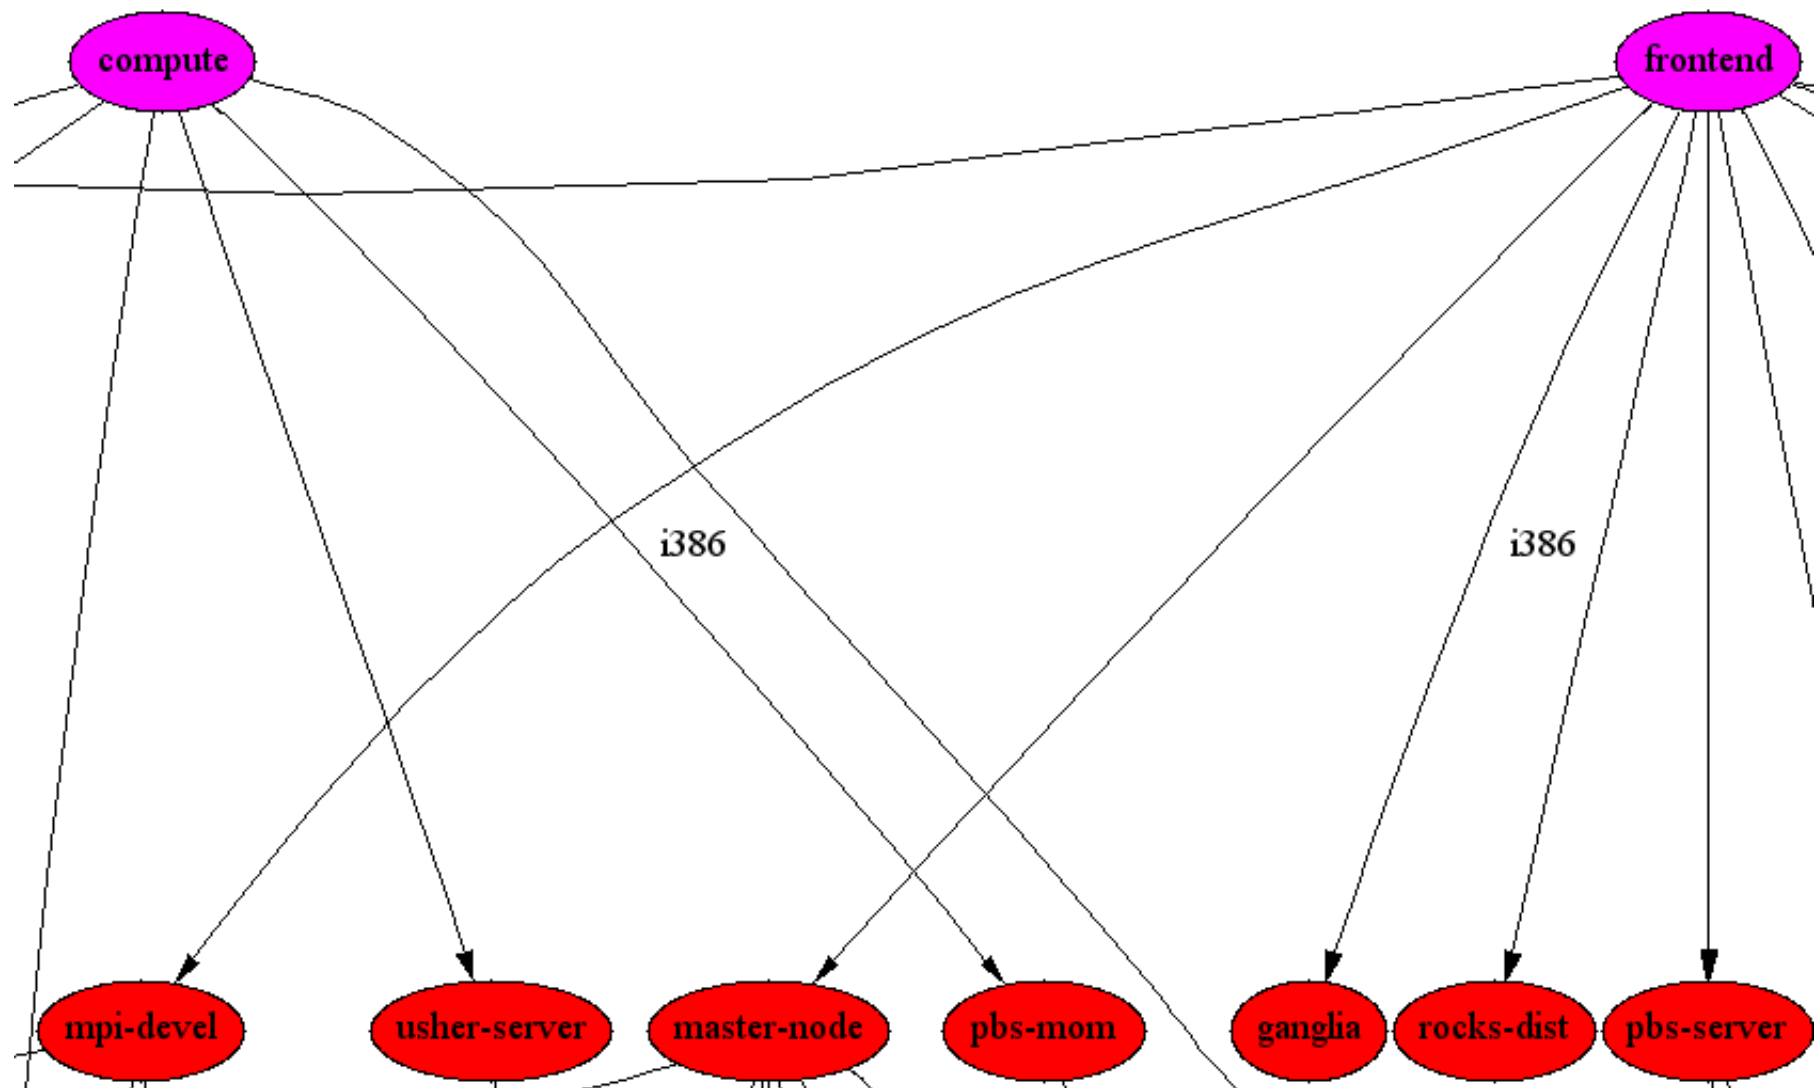 compute
frontend
i386
i386
mpi-devel
usher-server
master-node
pbs-mom
ganglia
rocks-dist
pbs-server